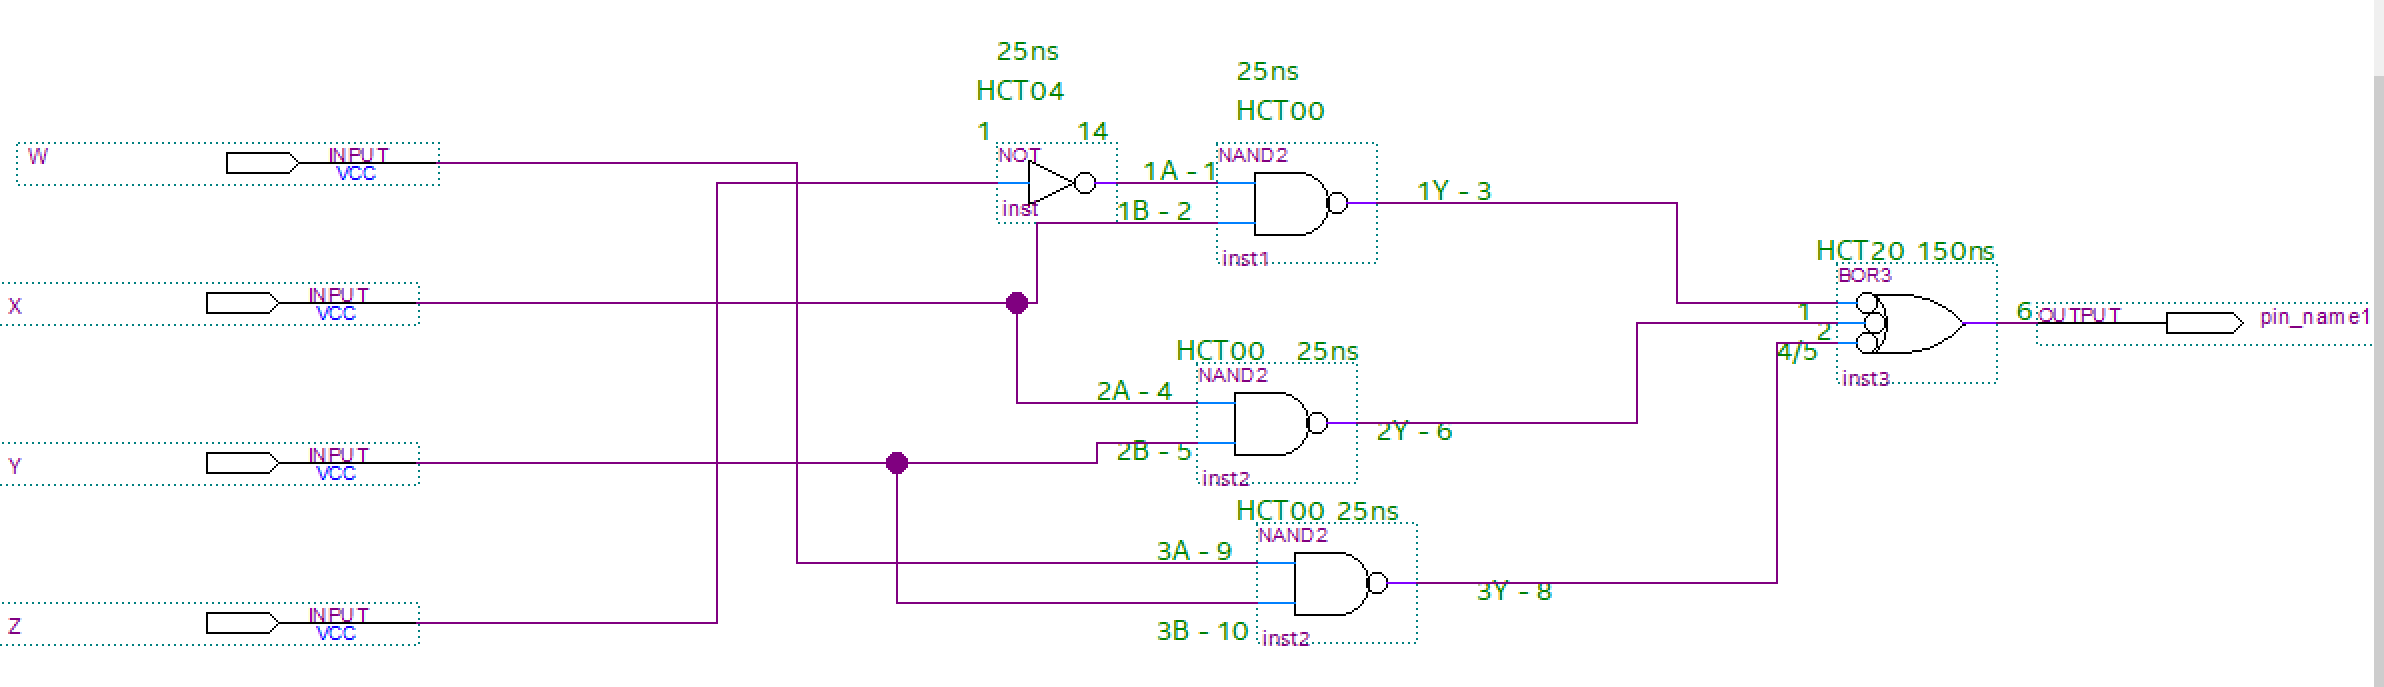 25ns
HCT04
25ns
HCT00
1
14
W
INPUT
VCC
NOT
inst
1A - 1
1B - 2
NAND2
inst1
1Y - 3
X
INPUT
VCC
HCT20 150ns
BOR3
1
2
4/5
inst3
6
OUTPUT
pin_name1
HCT00 25ns
NAND2
2A - 4
2B - 5
inst2
2Y - 6
Y
INPUT
VCC
HCT00 25ns
NAND2
3A - 9
3B - 10
inst2
3Y - 8
Z
INPUT
VCC